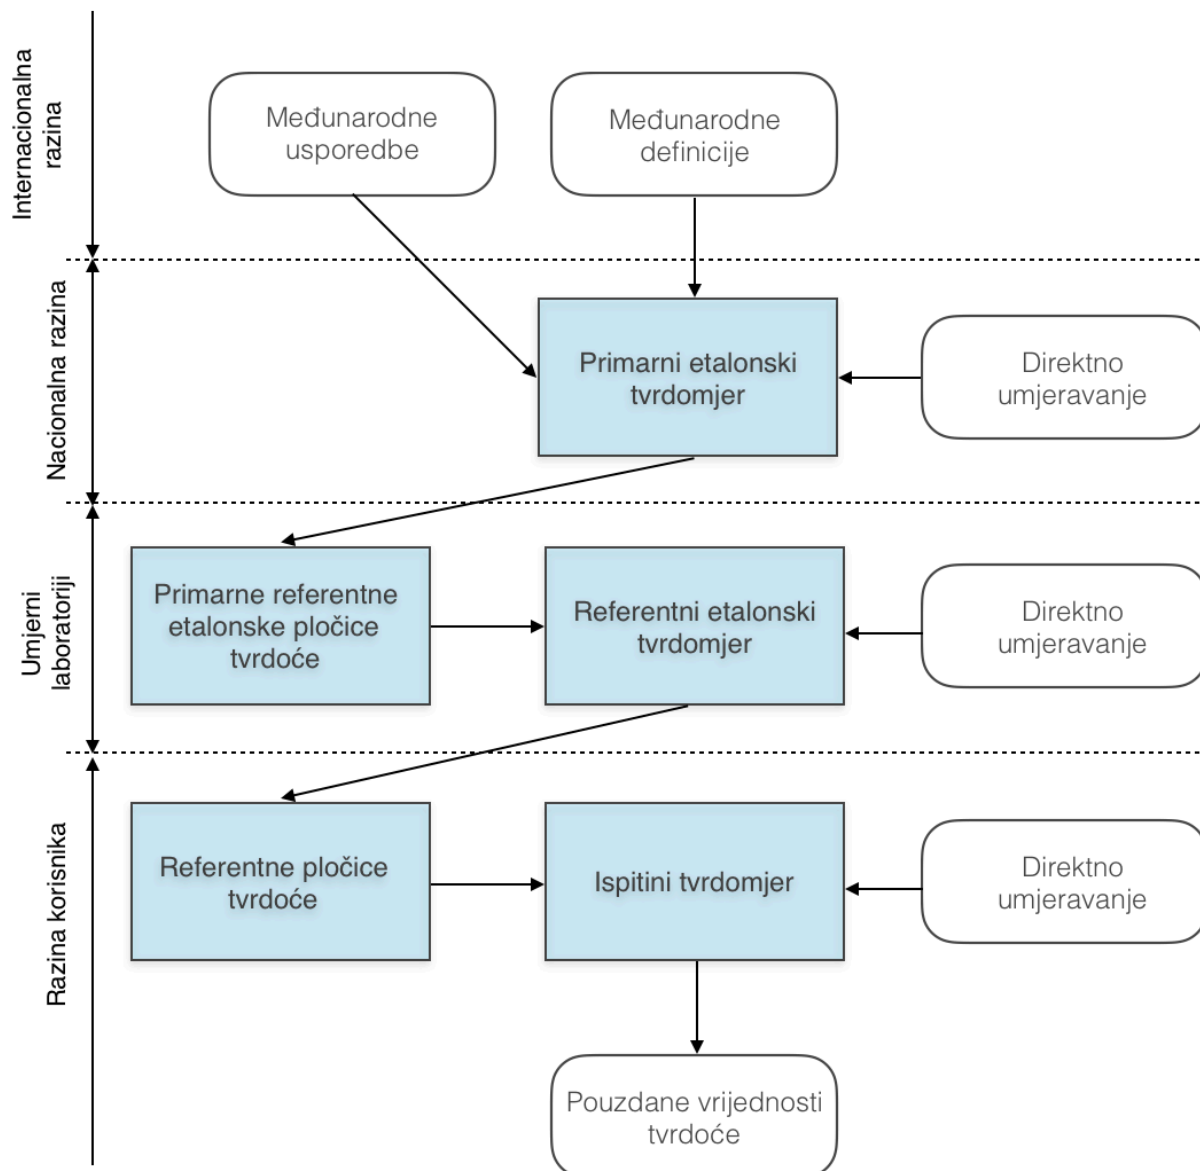 Internacionalna
razina
Međunarodne
usporedbe
Međunarodne
definicije
Nacionalna razina
Primarni etalonski
tvrdomjer
Direktno
umjeravanje
Umjerni
laboratoriji
Primarne referentne
etalonske pločice
tvrdoće
Referentni etalonski
tvrdomjer
Direktno
umjeravanje
Razina korisnika
Referentne pločice
tvrdoće
Ispitini tvrdomjer
Direktno
umjeravanje
Pouzdane vrijednosti
tvrdoće